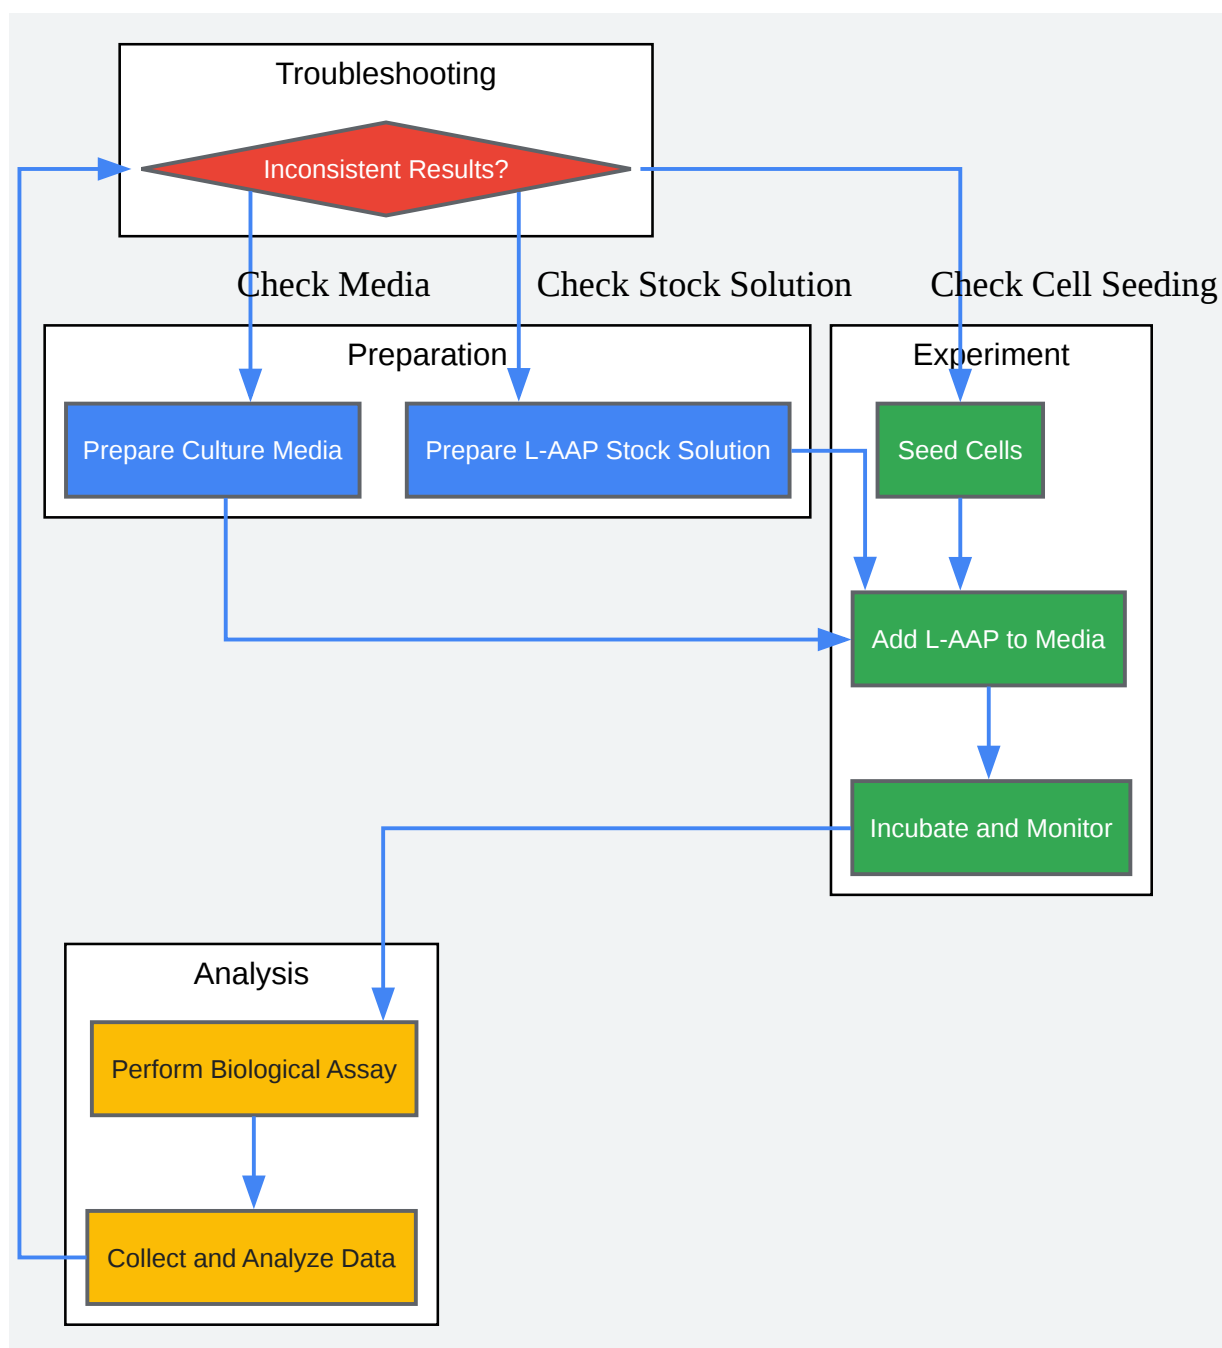 Troubleshooting
Inconsistent Results?
Check Media
Check Stock Solution
Check Cell Seeding
Preparation
Experiment
Prepare Culture Media
Prepare L-AAP Stock Solution
Seed Cells
Add L-AAP to Media
Incubate and Monitor
Analysis
Perform Biological Assay
Collect and Analyze Data